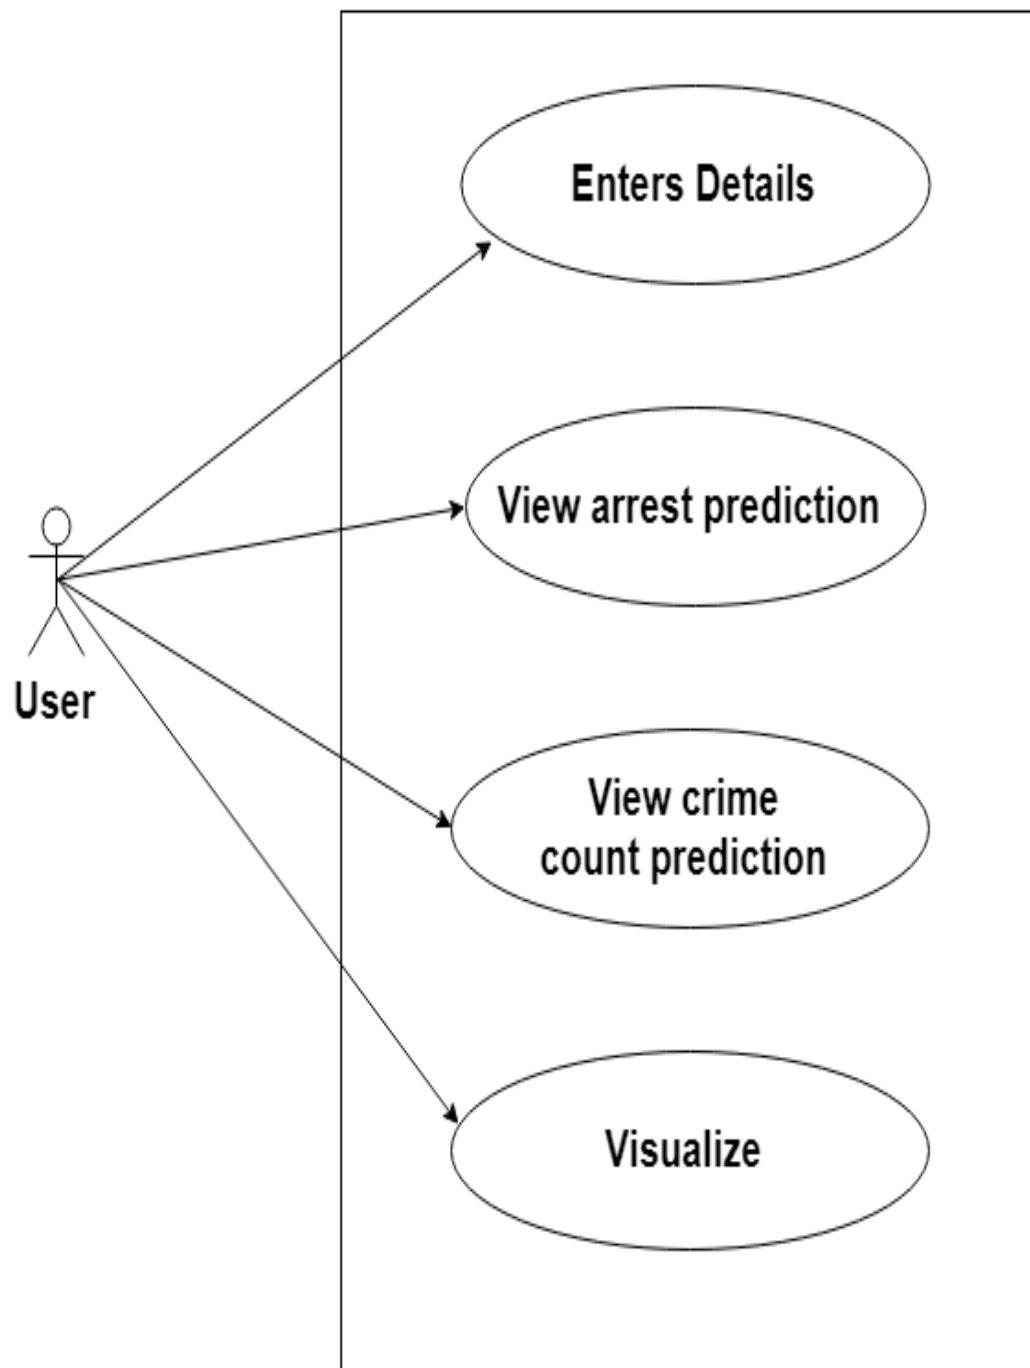 Enters Details
View arrest prediction
User
View crime
count prediction
Visualize